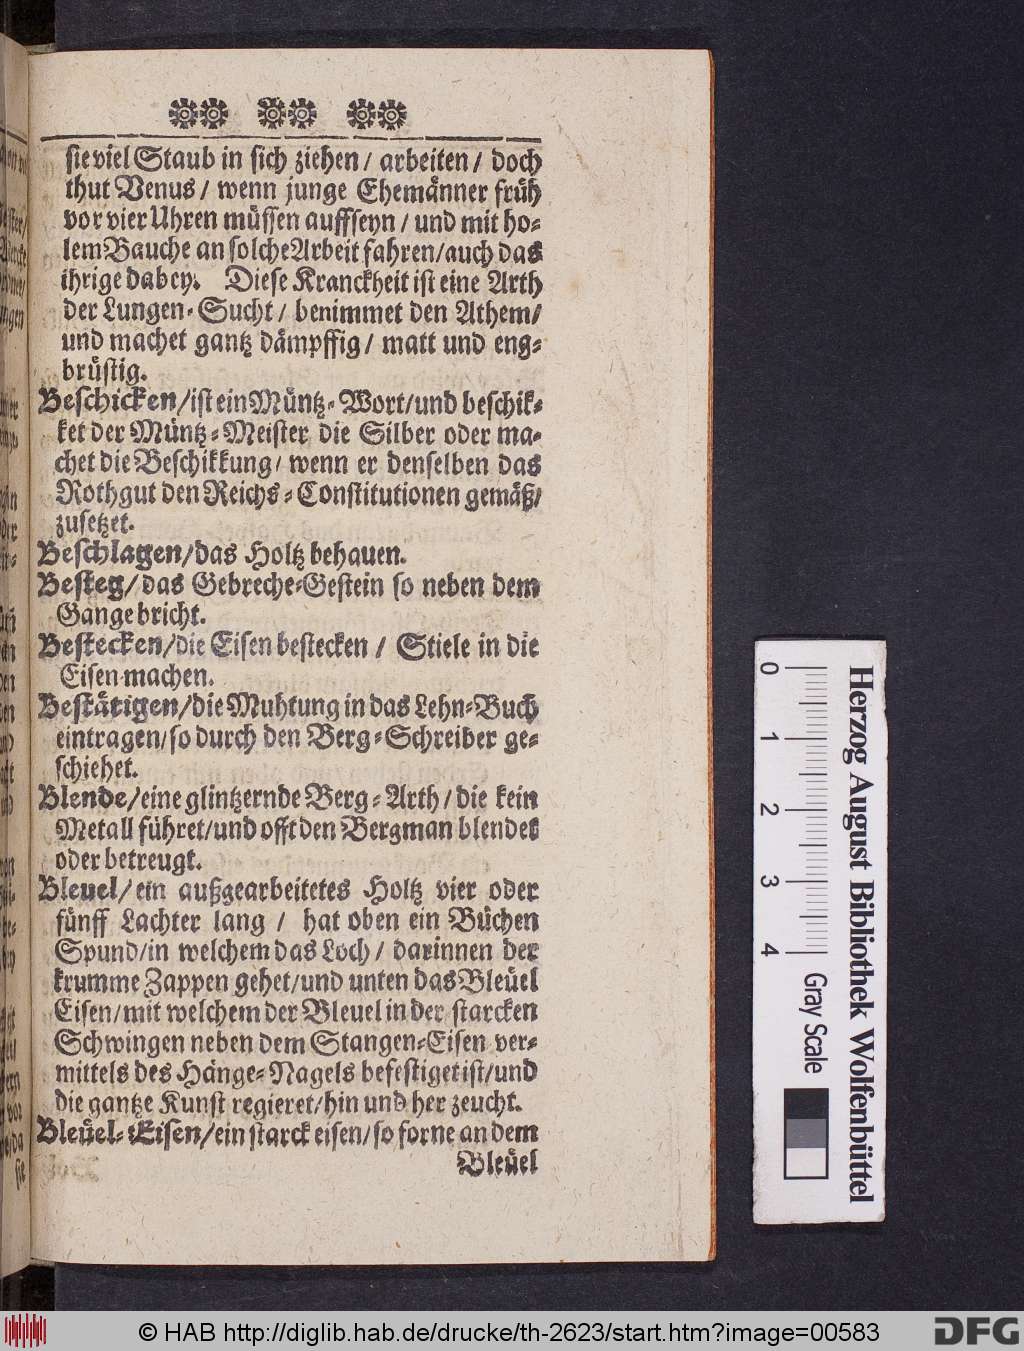 sie viel Staub in sich ziehen / arbeiten / doch
thut Venus / wenn junge Ehemänner früh
vor vier Uhren müssen auffseyn / und mit ho-
lem Bauche an solche Arbeit fahren / auch das
ihrige dabey. Diese Kranckheit ist eine Arth
der Lungen-Sucht / benimmet den Athem /
und machet gantz dämpffig / matt und eng-
brüstig.
Beschicken / ist ein Müntz-Wort / und beschik-
ket der Müntz-Meister die Silber oder ma-
chet die Beschikkung / wenn er denselben das
Rothgut den Reichs-Constitutionen gemäß /
zusetzet.
Beschlagen / das Holtz behauen.
Besteg / das Gebreche-Gestein so neben dem
Gange bricht.
Bestecken / die Eisen bestecken / Stiele in die
Eisen machen.
Bestätigen / die Muhtung in das Lehn-Buch
eintragen / so durch den Berg-Schreiber ge-
schiehet.
Blende / eine glintzernde Berg-Arth / die kein
Metall führet / und offt den Bergman blendet
oder betreugt.
Bleuel / ein außgearbeitetes Holtz vier oder
fünff Lachter lang / hat oben ein Büchen
Spund / in welchem das Loch / darinnen der
krumme Zappen gehet / und unten das Bleüel
Eisen / mit welchem der Bleuel in der starcken
Schwingen neben dem Stangen-Eisen ver-
mittels des Hänge-Nagels befestiget ist / und
die gantze Kunst regieret / hin und her zeucht.
Bleüel-Eisen / ein starck eisen / so forne an dem
Bleüel
0 1 2 3 4 Gray Scale
Herzog August Bibliothek Wolfenbüttel
© HAB http://diglib.hab.de/drucke/th-2623/start.htm?image=00583
DFG